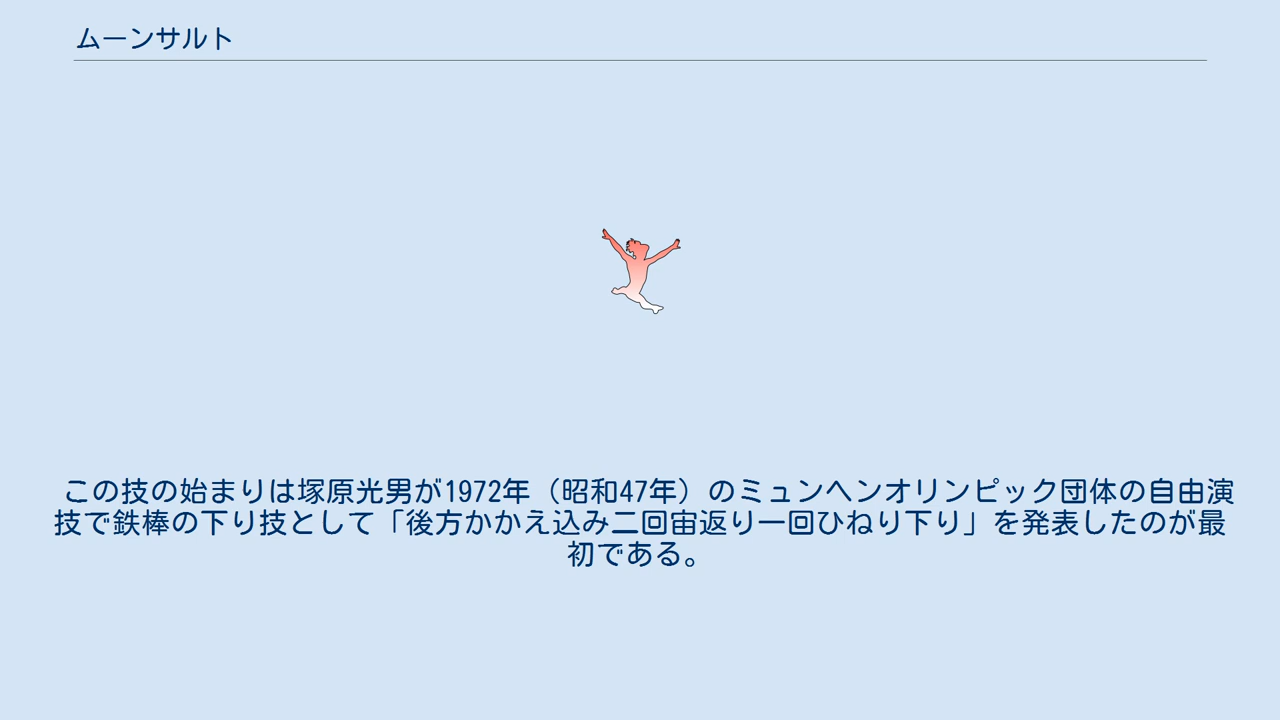 ムーンサルト
この技の始まりは塚原光男が1972年（昭和47年）のミュンヘンオリンピック団体の自由演
技で鉄棒の下り技として「後方かかえ込み二回宙返り一回ひねり下り」を発表したのが最
初である。